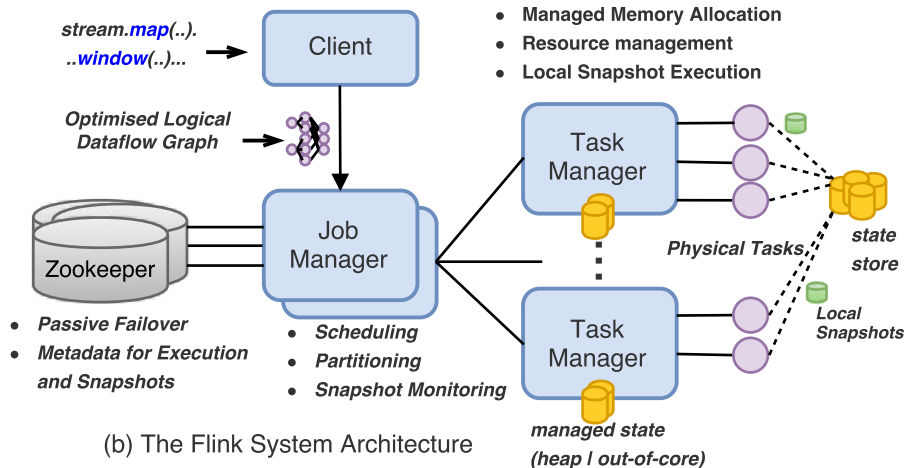 stream.map(..).
..window(..)...
Client
● Managed Memory Allocation
● Resource management
● Local Snapshot Execution
Optimised Logical
Dataflow Graph
Task
Manager
Zookeeper
Job
Manager
Physical Tasks
state
store
● Passive Failover
● Metadata for Execution
and Snapshots
● Scheduling
● Partitioning
● Snapshot Monitoring
Task
Manager
Local
Snapshots
managed state
(heap / out-of-core)
(b) The Flink System Architecture